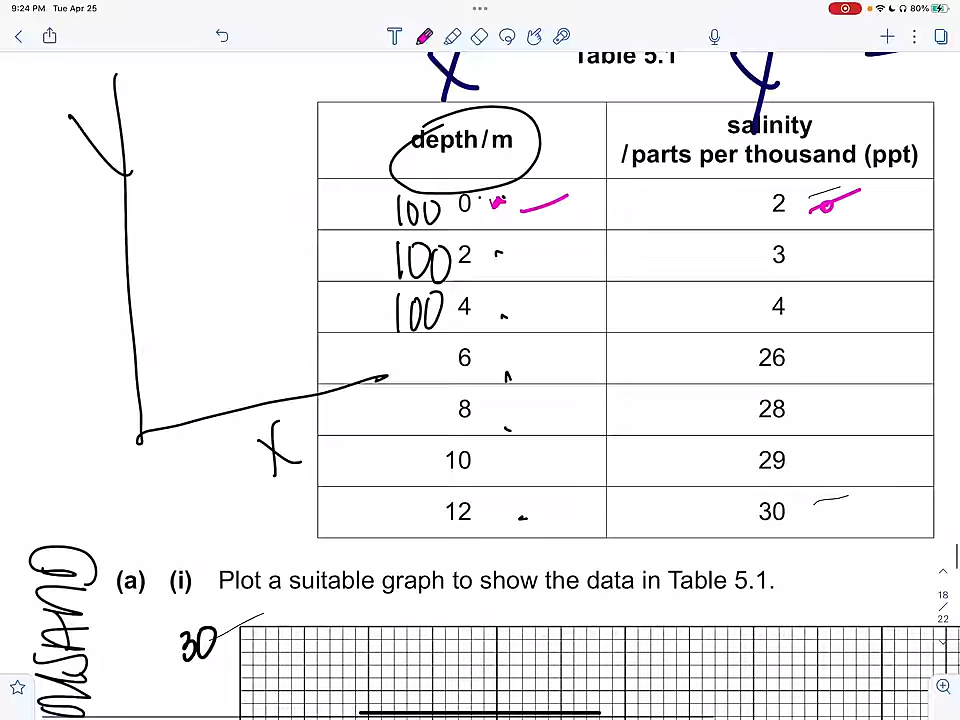 9:24 PM Tue Apr 25
80%
Table 5.1
Y
depth/m
salinity
/parts per thousand (ppt)
100 0 2
100 2 3
100 4 4
6 26
8 28
X
10 29
12 30
(a) (i) Plot a suitable graph to show the data in Table 5.1.
30
18
/
22